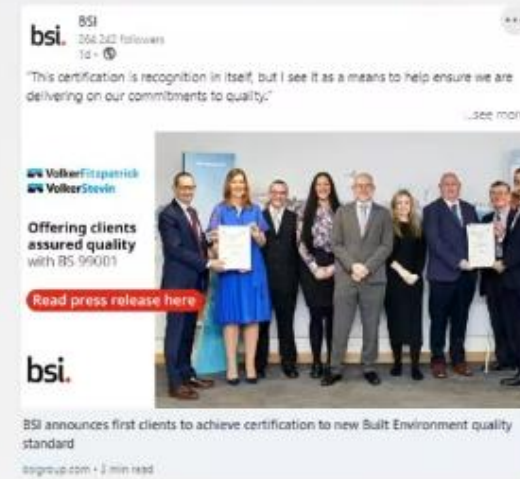 bsi.
BSI
264,242 followers
1d •
"This certification is recognition in itself, but I see it as a means to help ensure we are
delivering on our commitments to quality."
...see more
VolkerFitzpatrick
VolkerStevin
Offering clients
assured quality
with BS 99001
Read press release here
bsi.
BSI announces first clients to achieve certification to new Built Environment quality
standard
bsigroup.com • 2 min read